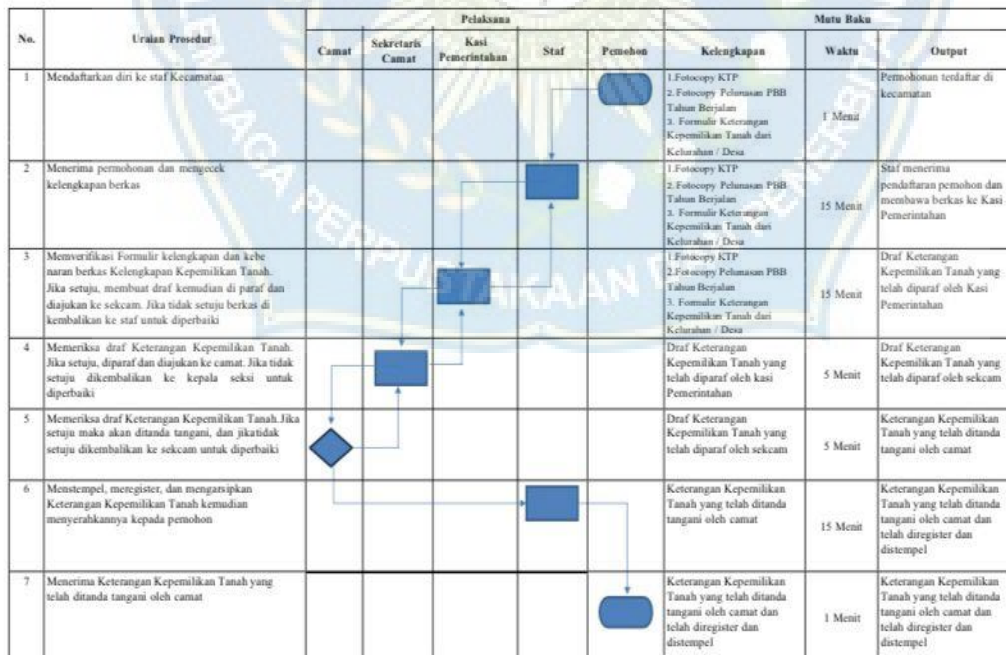 No.
Uraian Prosedur
Pelaksana
Mutu Baku
Camat
Sekretaris
Camat
Kasi
Pemerintahan
Staf
Pemohon
Kelengkapan
Waktu
Output
1
Mendaftarkan diri ke staf Kecamatan
1.Fotocopy KTP
2. Fotocopy Pelunasan PBB
Tahun Berjalan
3. Formulir Keterangan
Kepemilikan Tanah dari
Kelurahan / Desa
1 Menit
Permohonan terdaftar di
kecamatan
2
Menerima permohonan dan mengecek
kelengkapan berkas
1.Fotocopy KTP
2. Fotocopy Pelunasan PBB
Tahun Berjalan
3. Formulir Keterangan
Kepemilikan Tanah dari
Kelurahan / Desa
15 Menit
Staf menerima
pendaftaran pemohon dan
membawa berkas ke Kasi
Pemerintahan
3
Memverifikasi Formulir kelengkapan dan kebe
naran berkas Kelengkapan Kepemilikan Tanah.
Jika setuju, membuat draf kemudian di paraf dan
diajukan ke sekcam. Jika tidak setuju berkas di
kembalikan ke staf untuk diperbaiki
1.Fotocopy KTP
2.Fotocopy Pelunasan PBB
Tahun Berjalan
3. Formulir Keterangan
Kepemilikan Tanah dari
Kelurahan / Desa
15 Menit
Draf Keterangan
Kepemilikan Tanah yang
telah diparaf oleh Kasi
Pemerintahan
4
Memeriksa draf Keterangan Kepemilikan Tanah.
Jika setuju, diparaf dan diajukan ke camat. Jika tidak
setuju dikembalikan ke kepala seksi untuk
diperbaiki
Draf Keterangan
Kepemilikan Tanah yang
telah diparaf oleh kasi
Pemerintahan
5 Menit
Draf Keterangan
Kepemilikan Tanah yang
telah diparaf oleh sekcam
5
Memeriksa draf Keterangan Kepemilikan Tanah.Jika
setuju maka akan ditanda tangani, dan jikatidak
setuju dikembalikan ke sekcam untuk diperbaiki
Draf Keterangan
Kepemilikan Tanah yang
telah diparaf oleh sekcam
5 Menit
Keterangan Kepemilikan
Tanah yang telah ditanda
tangani oleh camat
6
Menstempel, meregister, dan mengarsipkan
Keterangan Kepemilikan Tanah kemudian
menyerahkannya kepada pemohon
Keterangan Kepemilikan
Tanah yang telah ditanda
tangani oleh camat
15 Menit
Keterangan Kepemilikan
Tanah yang telah ditanda
tangani oleh camat dan
telah diregister dan
distempel
7
Menerima Keterangan Kepemilikan Tanah yang
telah ditanda tangani oleh camat
Keterangan Kepemilikan
Tanah yang telah ditanda
tangani oleh camat dan
telah diregister dan
distempel
1 Menit
Keterangan Kepemilikan
Tanah yang telah ditanda
tangani oleh camat dan
telah diregister dan
distempel